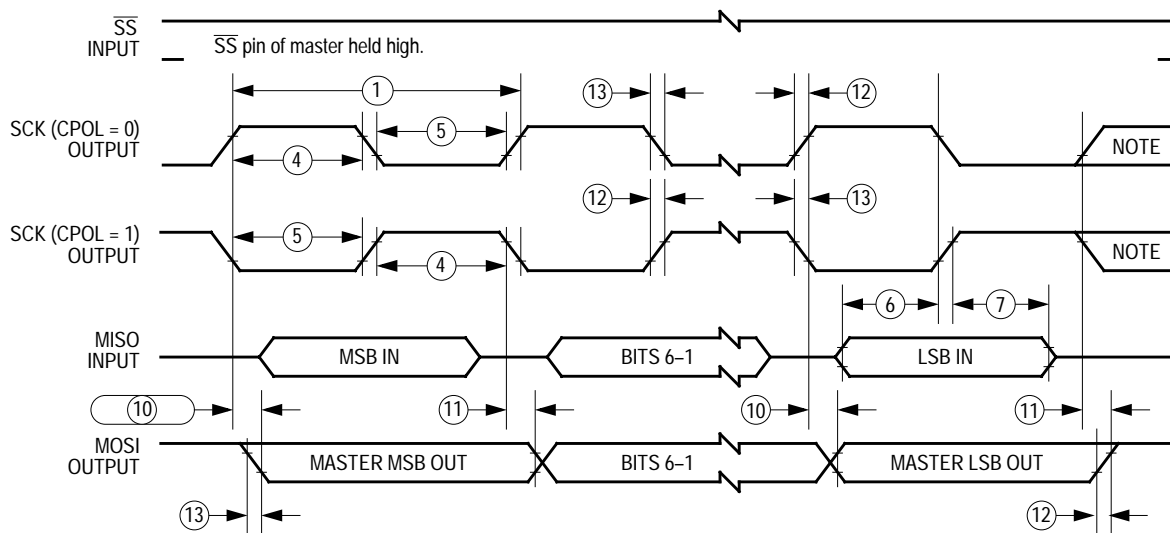 SS
INPUT
SS pin of master held high.
1
13
12
SCK (CPOL = 0)
OUTPUT
5
4
NOTE
12
13
SCK (CPOL = 1)
OUTPUT
5
4
NOTE
6
7
MISO
INPUT
MSB IN
BITS 6–1
LSB IN
10
11
10
11
MOSI
OUTPUT
MASTER MSB OUT
BITS 6–1
MASTER LSB OUT
13
12